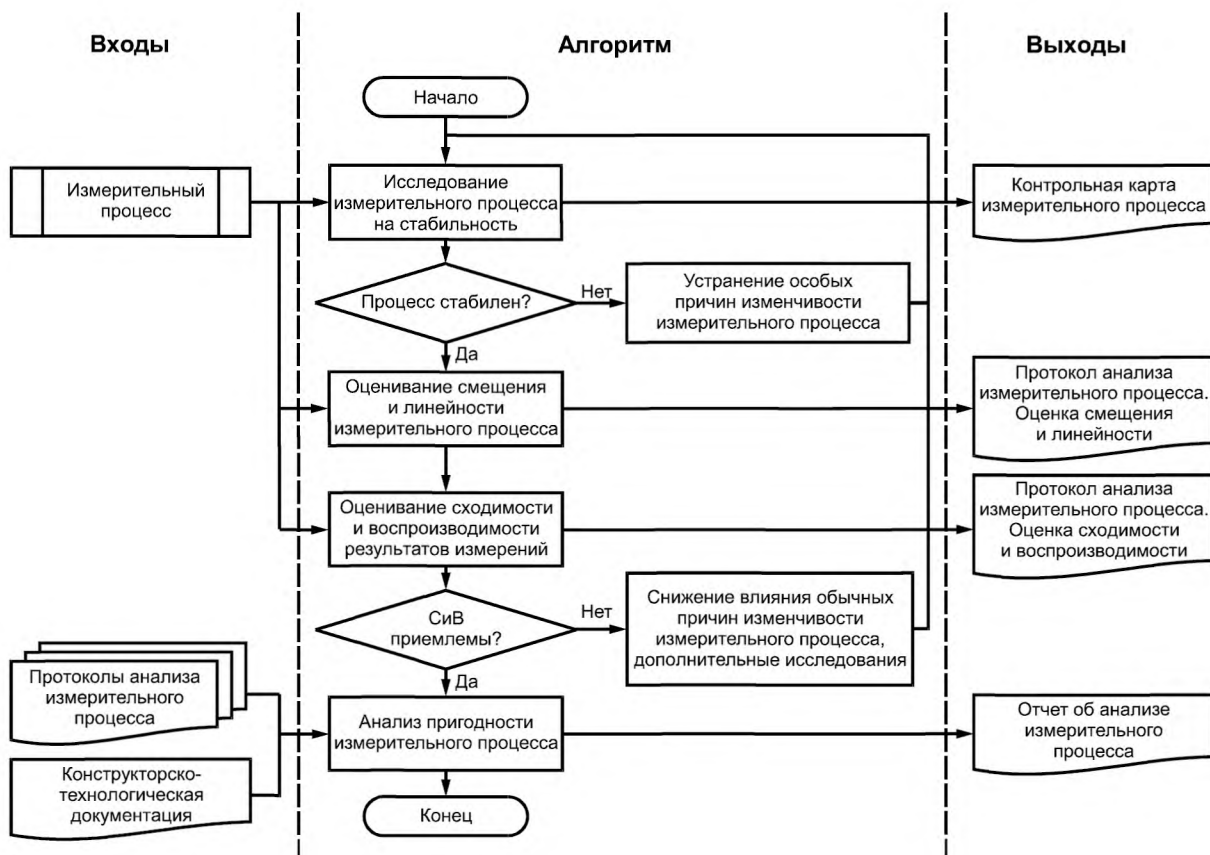 Входы
Алгоритм
Выходы
Начало
Измерительный
процесс
Исследование
измерительного процесса
на стабильность
Контрольная карта
измерительного процесса
Процесс стабилен?
Нет
Устранение особых
причин изменчивости
измерительного процесса
Да
Оценивание смещения
и линейности
измерительного процесса
Протокол анализа
измерительного процесса.
Оценка смещения
и линейности
Оценивание сходимости
и воспроизводимости
результатов измерений
Протокол анализа
измерительного процесса.
Оценка сходимости
и воспроизводимости
СиВ
приемлемы?
Нет
Снижение влияния обычных
причин изменчивости
измерительного процесса,
дополнительные исследования
Да
Протоколы анализа
измерительного
процесса
Анализ пригодности
измерительного процесса
Отчет об анализе
измерительного
процесса
Конструкторско-
технологическая
документация
Конец